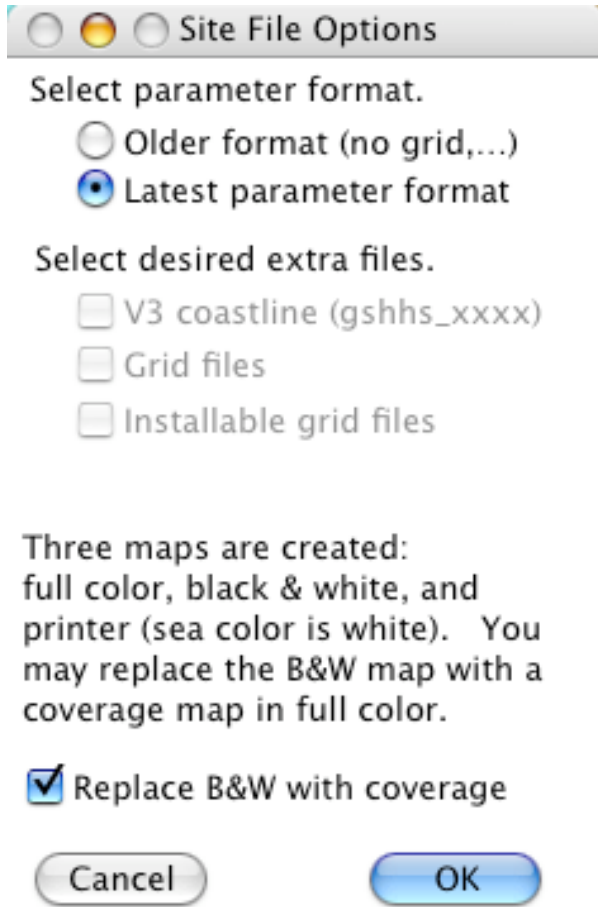 Site File Options
Select parameter format.
Older format (no grid,...)
Latest parameter format
Select desired extra files.
V3 coastline (gshhs_xxxx)
Grid files
Installable grid files
Three maps are created:
full color, black & white, and
printer (sea color is white). You
may replace the B&W map with a
coverage map in full color.
Replace B&W with coverage
Cancel
OK